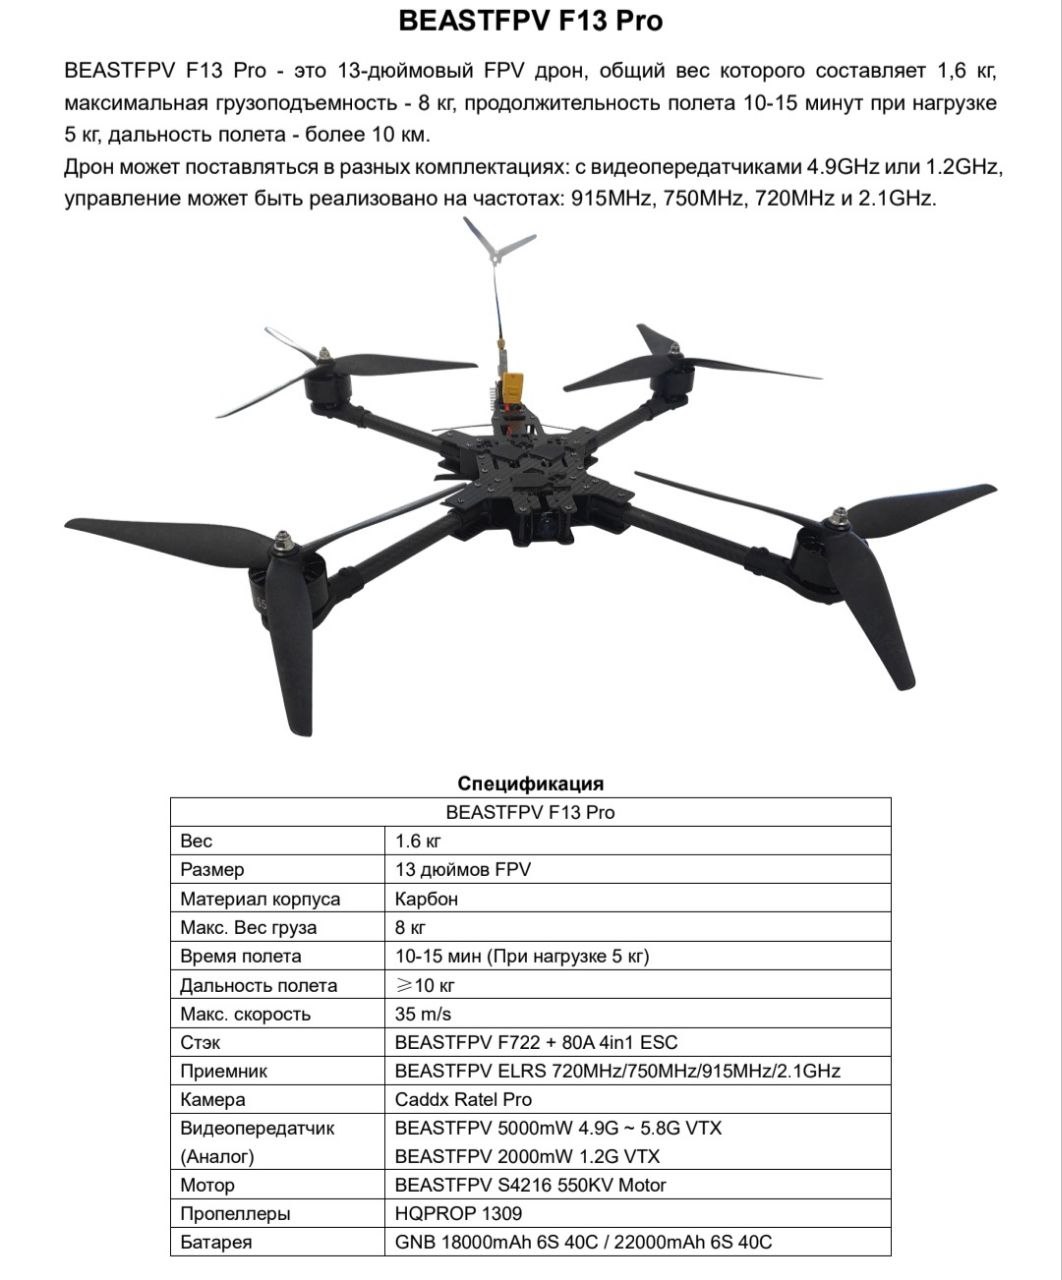 BEASTFPV F13 Pro
BEASTFPV F13 Pro - это 13-дюймовый FPV дрон, общий вес которого составляет 1,6 кг,
максимальная грузоподъемность - 8 кг, продолжительность полета 10-15 минут при нагрузке
5 кг, дальность полета - более 10 км.
Дрон может поставляться в разных комплектациях: с видеопередатчиками 4.9GHz или 1.2GHz,
управление может быть реализовано на частотах: 915MHz, 750MHz, 720MHz и 2.1GHz.
Спецификация
BEASTFPV F13 Pro
Вес 1.6 кг
Размер 13 дюймов FPV
Материал корпуса Карбон
Макс. Вес груза 8 кг
Время полета 10-15 мин (При нагрузке 5 кг)
Дальность полета ⩾10 кг
Макс. скорость 35 m/s
Стэк BEASTFPV F722 + 80A 4in1 ESC
Приемник BEASTFPV ELRS 720MHz/750MHz/915MHz/2.1GHz
Камера Caddx Ratel Pro
Видеопередатчик BEASTFPV 5000mW 4.9G ~ 5.8G VTX
(Аналог) BEASTFPV 2000mW 1.2G VTX
Мотор BEASTFPV S4216 550KV Motor
Пропеллеры HQPROP 1309
Батарея GNB 18000mAh 6S 40C / 22000mAh 6S 40C